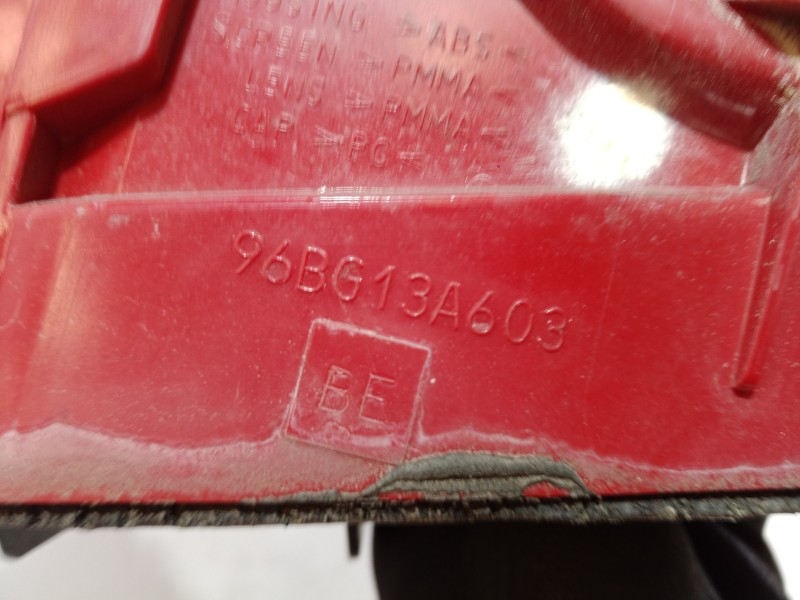 HOUSING >ABS<
SCREEN >PMMA<
LENS >PMMA<
CAP >PC<
96BG13A603
BE